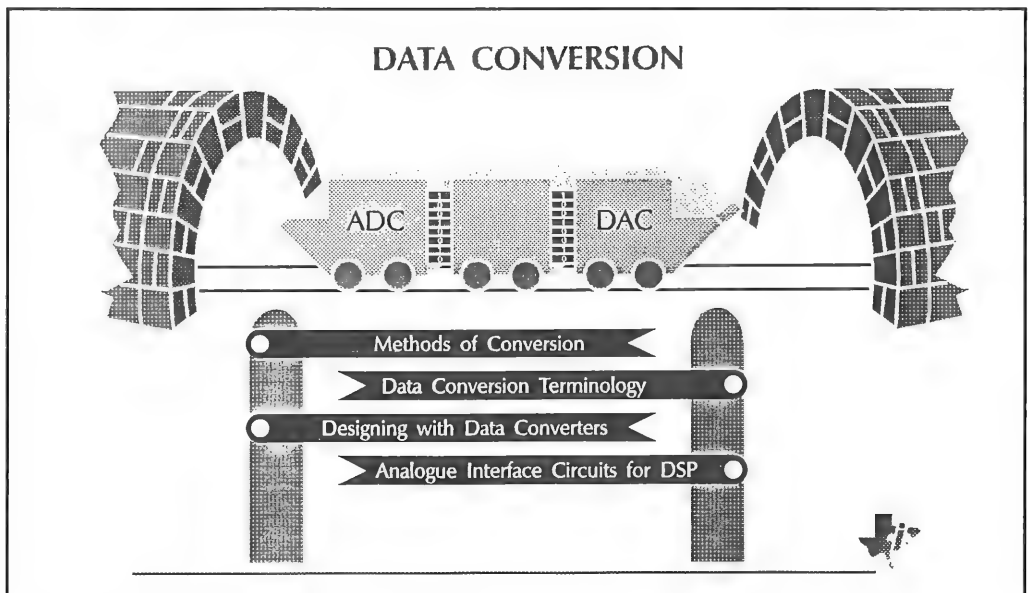 DATA CONVERSION
ADC
DAC
Methods of Conversion
Data Conversion Terminology
Designing with Data Converters
Analogue Interface Circuits for DSP